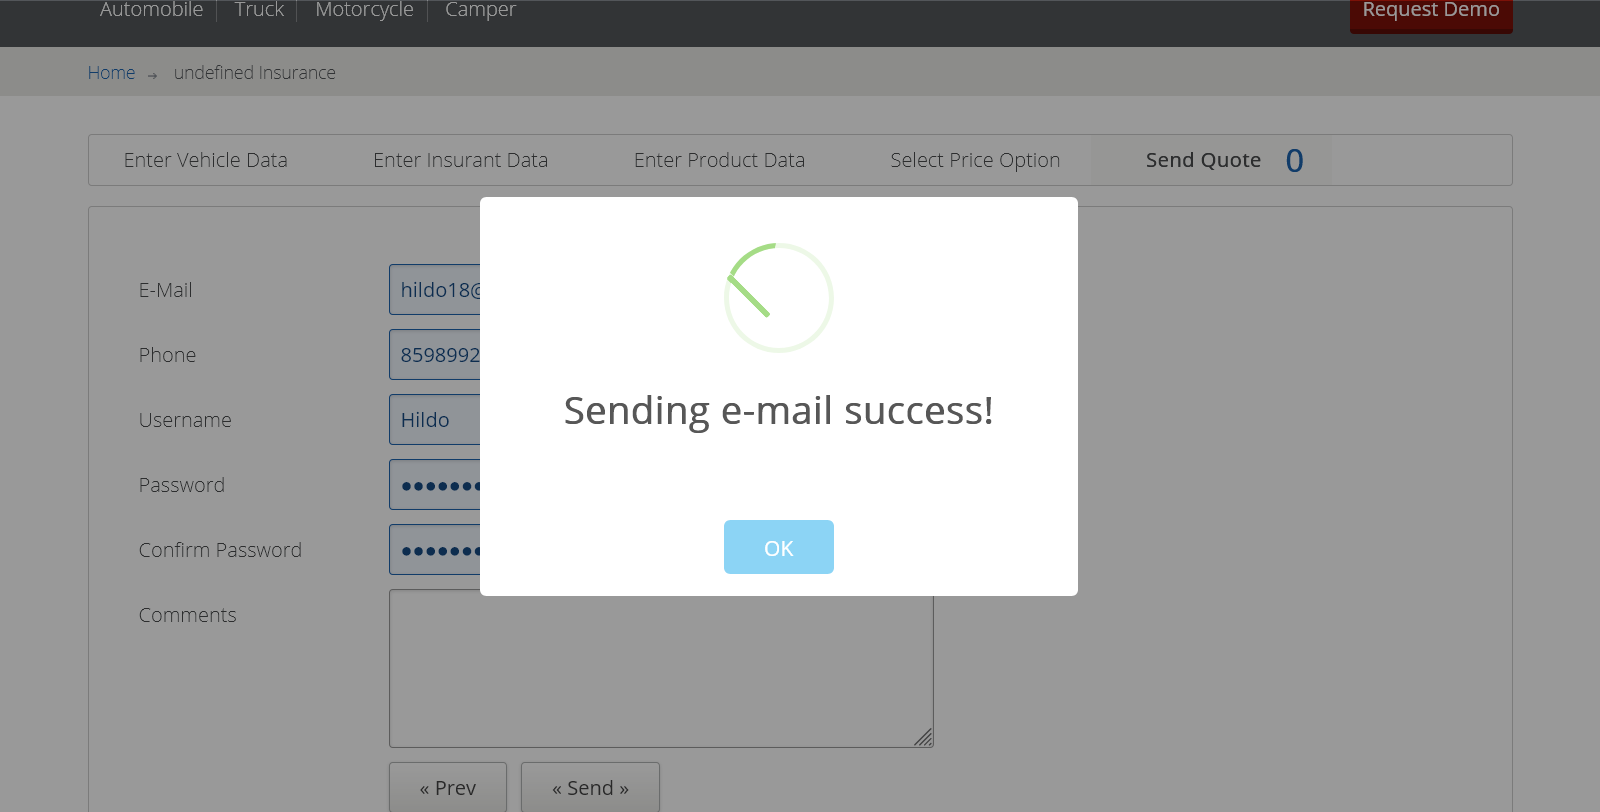 Automobile Truck Motorcycle Camper Request Demo
Home → undefined Insurance
Enter Vehicle Data Enter Insurant Data Enter Product Data Select Price Option Send Quote 0
E-Mail hildo18@
Phone 8598992
Username Hildo
Password •••••••
Confirm Password •••••••
Comments
« Prev « Send »
Sending e-mail success!
OK